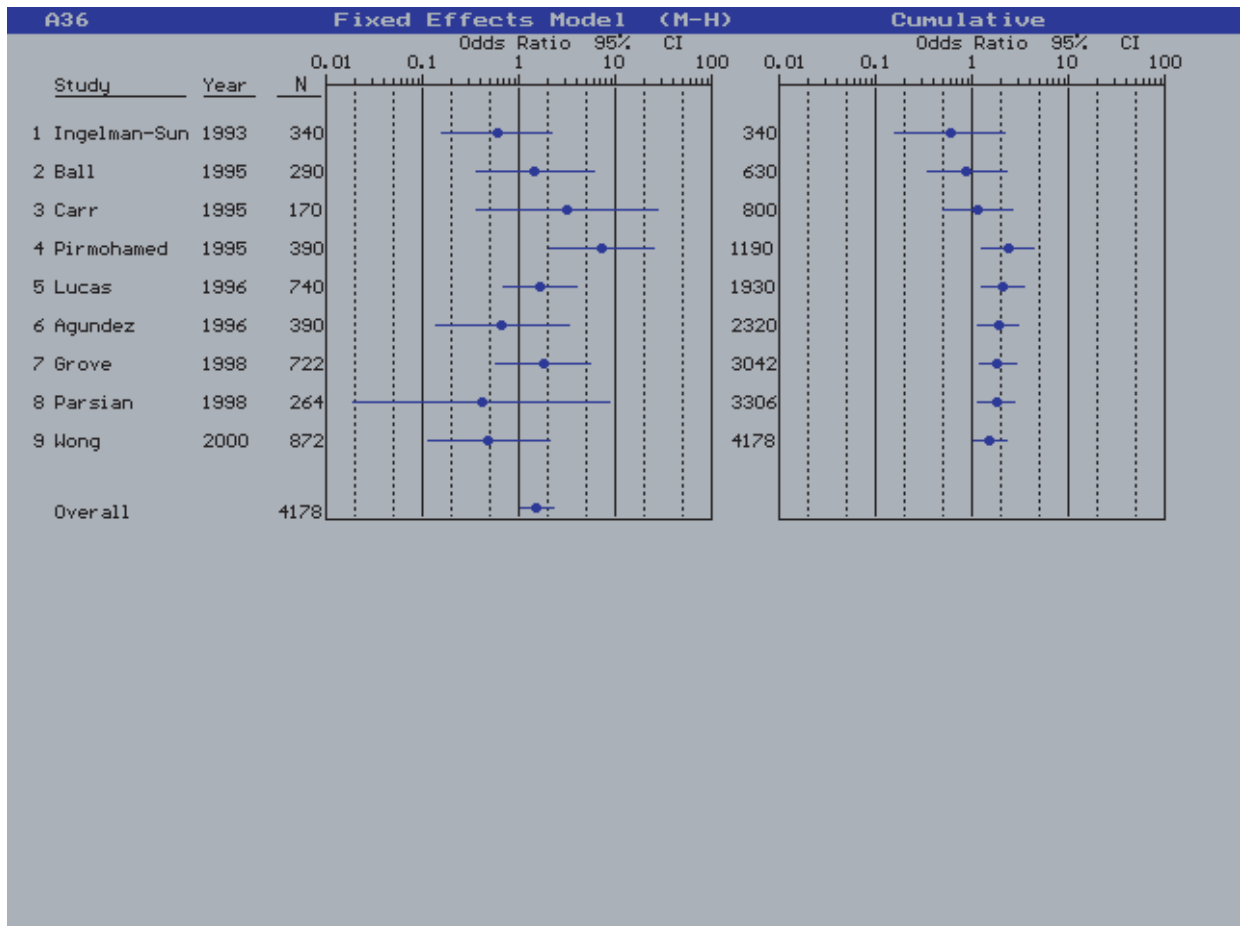 A36 Fixed Effects Model (M-H) Cumulative
Odds Ratio 95% CI Odds Ratio 95% CI
0.01 0.1 1 10 100 0.01 0.1 1 10 100
Study Year N
1 Ingelman-Sun 1993 340 340
2 Ball 1995 290 630
3 Carr 1995 170 800
4 Pirmohamed 1995 390 1190
5 Lucas 1996 740 1930
6 Agundez 1996 390 2320
7 Grove 1998 722 3042
8 Parsian 1998 264 3306
9 Wong 2000 872 4178
Overall 4178